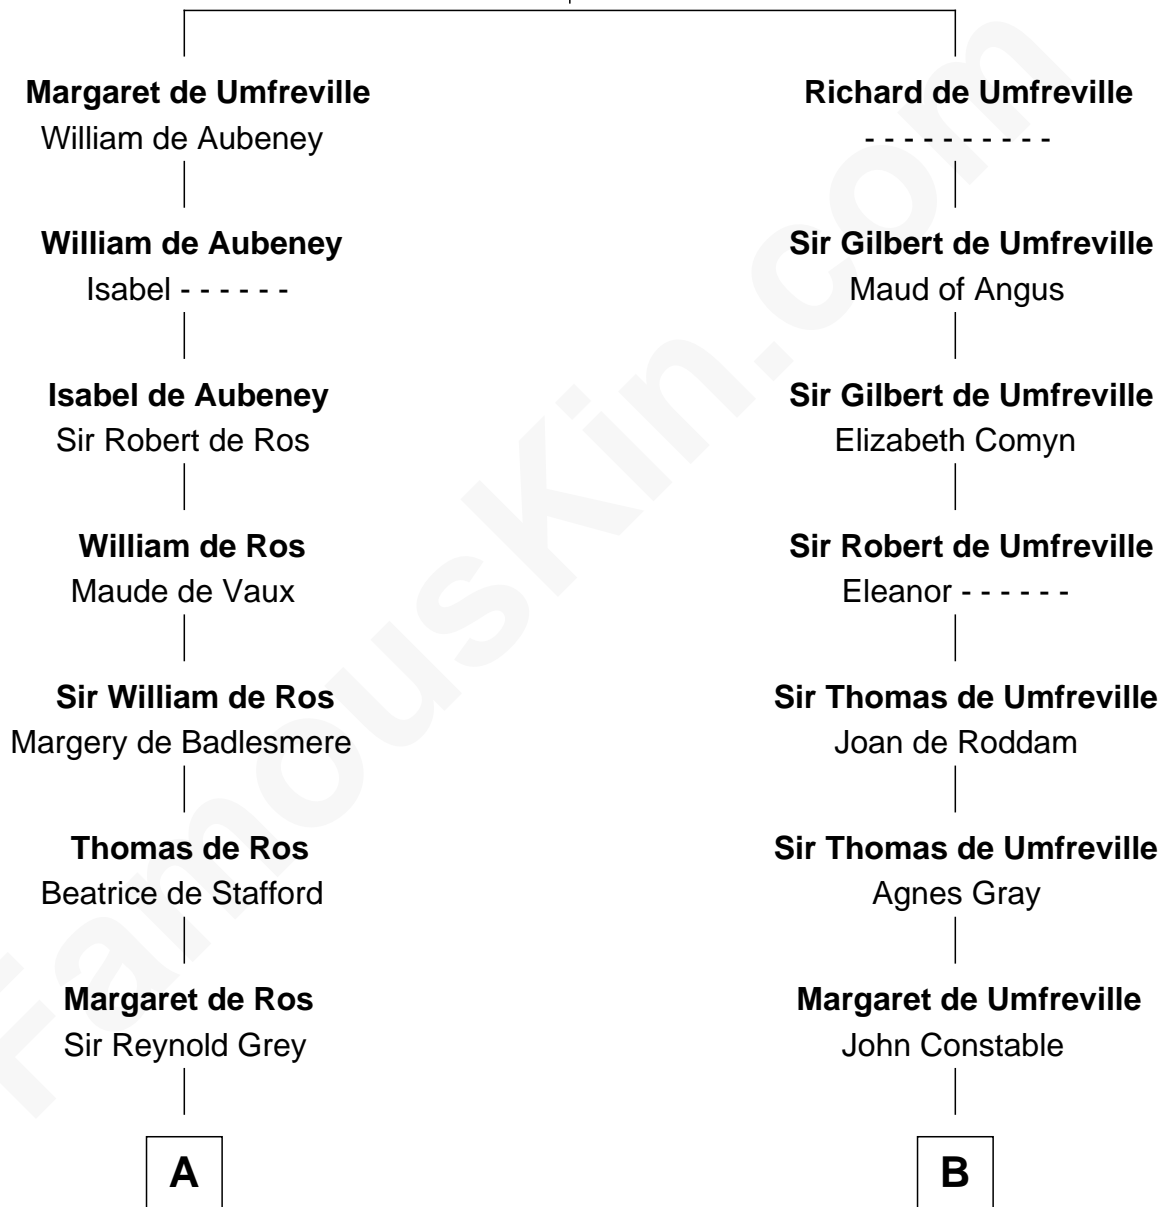 Margaret de Umfreville
William de Aubeney
William de Aubeney
Isabel - - - - - -
Isabel de Aubeney
Sir Robert de Ros
William de Ros
Maude de Vaux
Sir William de Ros
Margery de Badlesmere
Thomas de Ros
Beatrice de Stafford
Margaret de Ros
Sir Reynold Grey
A
Richard de Umfreville
- - - - - - - - - -
Sir Gilbert de Umfreville
Maud of Angus
Sir Gilbert de Umfreville
Elizabeth Comyn
Sir Robert de Umfreville
Eleanor - - - - - -
Sir Thomas de Umfreville
Joan de Roddam
Sir Thomas de Umfreville
Agnes Gray
Margaret de Umfreville
John Constable
B
FamousKin.com